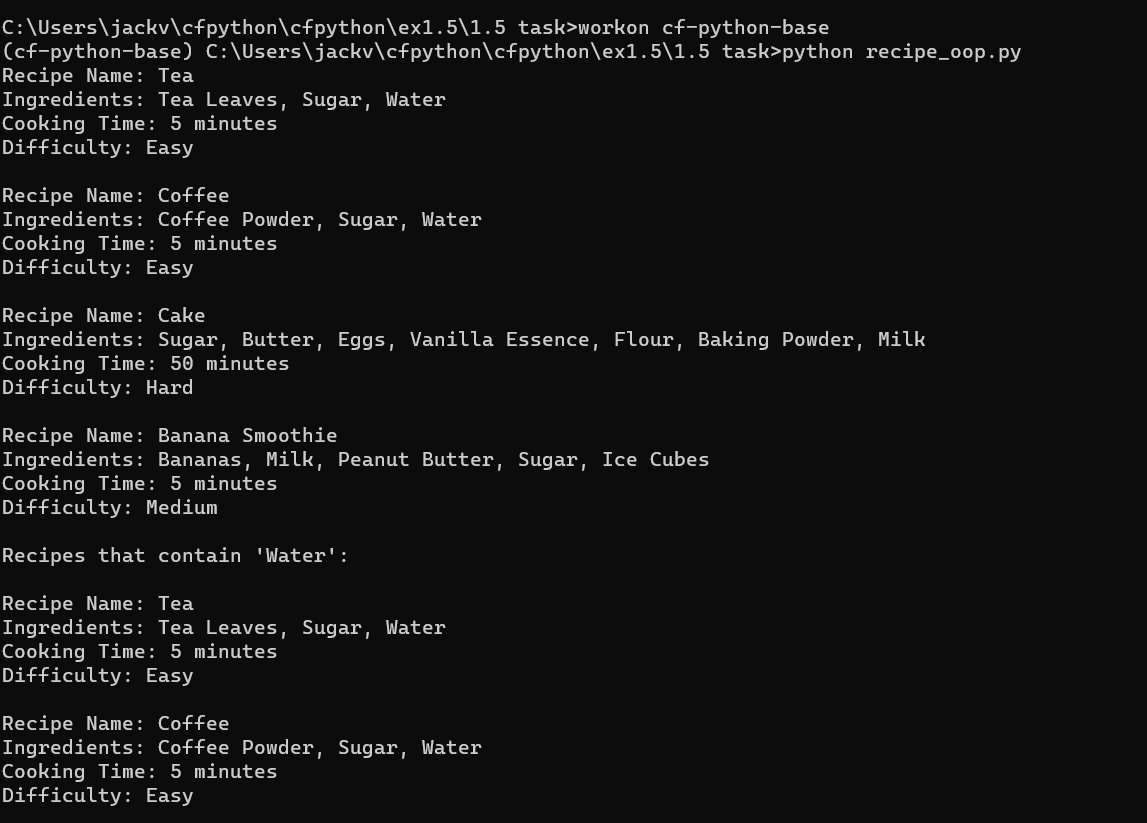 C:\Users\jackv\cfpython\cfpython\ex1.5\1.5 task>workon cf-python-base
(cf-python-base) C:\Users\jackv\cfpython\cfpython\ex1.5\1.5 task>python recipe_oop.py
Recipe Name: Tea
Ingredients: Tea Leaves, Sugar, Water
Cooking Time: 5 minutes
Difficulty: Easy

Recipe Name: Coffee
Ingredients: Coffee Powder, Sugar, Water
Cooking Time: 5 minutes
Difficulty: Easy

Recipe Name: Cake
Ingredients: Sugar, Butter, Eggs, Vanilla Essence, Flour, Baking Powder, Milk
Cooking Time: 50 minutes
Difficulty: Hard

Recipe Name: Banana Smoothie
Ingredients: Bananas, Milk, Peanut Butter, Sugar, Ice Cubes
Cooking Time: 5 minutes
Difficulty: Medium

Recipes that contain 'Water':

Recipe Name: Tea
Ingredients: Tea Leaves, Sugar, Water
Cooking Time: 5 minutes
Difficulty: Easy

Recipe Name: Coffee
Ingredients: Coffee Powder, Sugar, Water
Cooking Time: 5 minutes
Difficulty: Easy